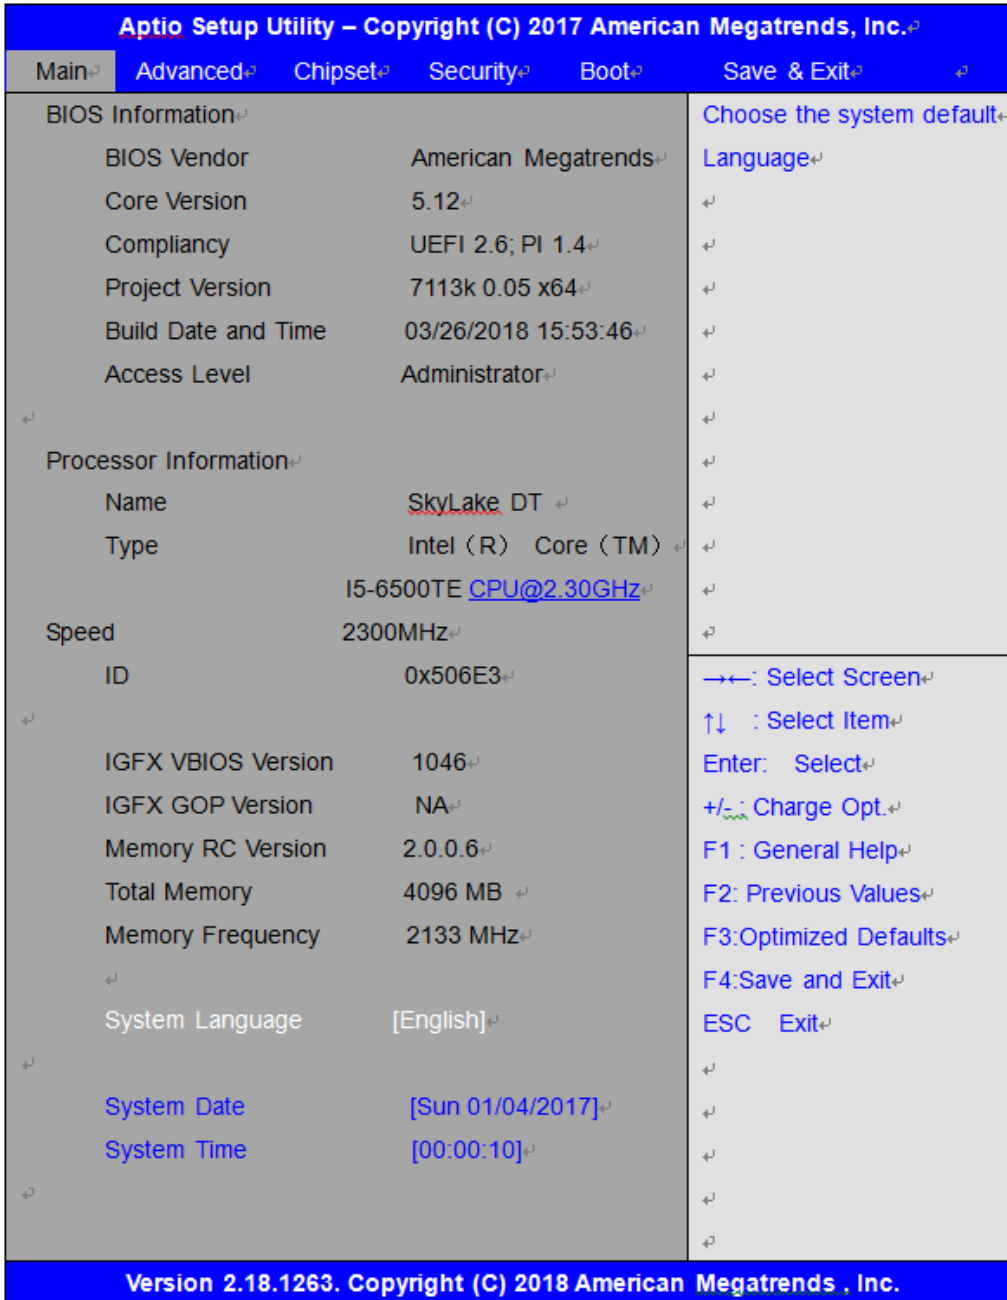 Aptio Setup Utility – Copyright (C) 2017 American Megatrends, Inc.
Main Advanced Chipset Security Boot Save & Exit
BIOS Information
BIOS Vendor American Megatrends
Core Version 5.12
Compliancy UEFI 2.6; PI 1.4
Project Version 7113k 0.05 x64
Build Date and Time 03/26/2018 15:53:46
Access Level Administrator
Processor Information
Name SkyLake DT
Type Intel（R） Core（TM）
I5-6500TE CPU@2.30GHz
Speed 2300MHz
ID 0x506E3
IGFX VBIOS Version 1046
IGFX GOP Version NA
Memory RC Version 2.0.0.6
Total Memory 4096 MB
Memory Frequency 2133 MHz
System Language [English]
System Date [Sun 01/04/2017]
System Time [00:00:10]
Choose the system default
Language
→←: Select Screen
↑↓ : Select Item
Enter: Select
+/- : Charge Opt.
F1 : General Help
F2: Previous Values
F3:Optimized Defaults
F4:Save and Exit
ESC Exit
Version 2.18.1263. Copyright (C) 2018 American Megatrends , Inc.